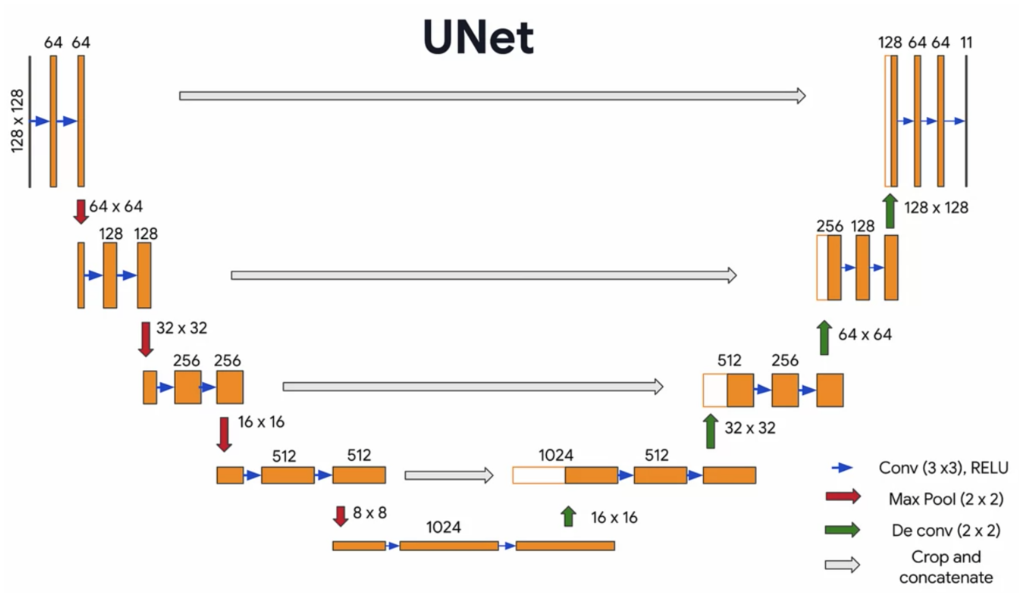 UNet
64 64
128 x 128
128 64 64 11
64 x 64
128 x 128
128 128
256 128
32 x 32
64 x 64
256 256
512 256
16 x 16
32 x 32
512 512
1024 512
8 x 8
16 x 16
1024
Conv (3 x3), RELU
Max Pool (2 x 2)
De conv (2 x 2)
Crop and
concatenate